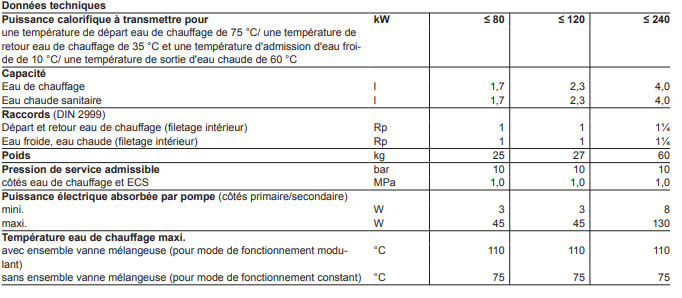 Données techniques
Puissance calorifique à transmettre pour kW ≤ 80 ≤ 120 ≤ 240
une température de départ eau de chauffage de 75 °C/ une température de
retour eau de chauffage de 35 °C et une température d'admission d'eau froi-
de de 10 °C/ une température de sortie d'eau chaude de 60 °C
Capacité
Eau de chauffage l 1,7 2,3 4,0
Eau chaude sanitaire l 1,7 2,3 4,0
Raccords (DIN 2999)
Départ et retour eau de chauffage (filetage intérieur) Rp 1 1 1¼
Eau froide, eau chaude (filetage intérieur) Rp 1 1 1¼
Poids kg 25 27 60
Pression de service admissible bar 10 10 10
côtés eau de chauffage et ECS MPa 1,0 1,0 1,0
Puissance électrique absorbée par pompe (côtés primaire/secondaire)
mini. W 3 3 8
maxi. W 45 45 130
Température eau de chauffage maxi.
avec ensemble vanne mélangeuse (pour mode de fonctionnement modu- °C 110 110 110
lant)
sans ensemble vanne mélangeuse (pour mode de fonctionnement constant) °C 75 75 75